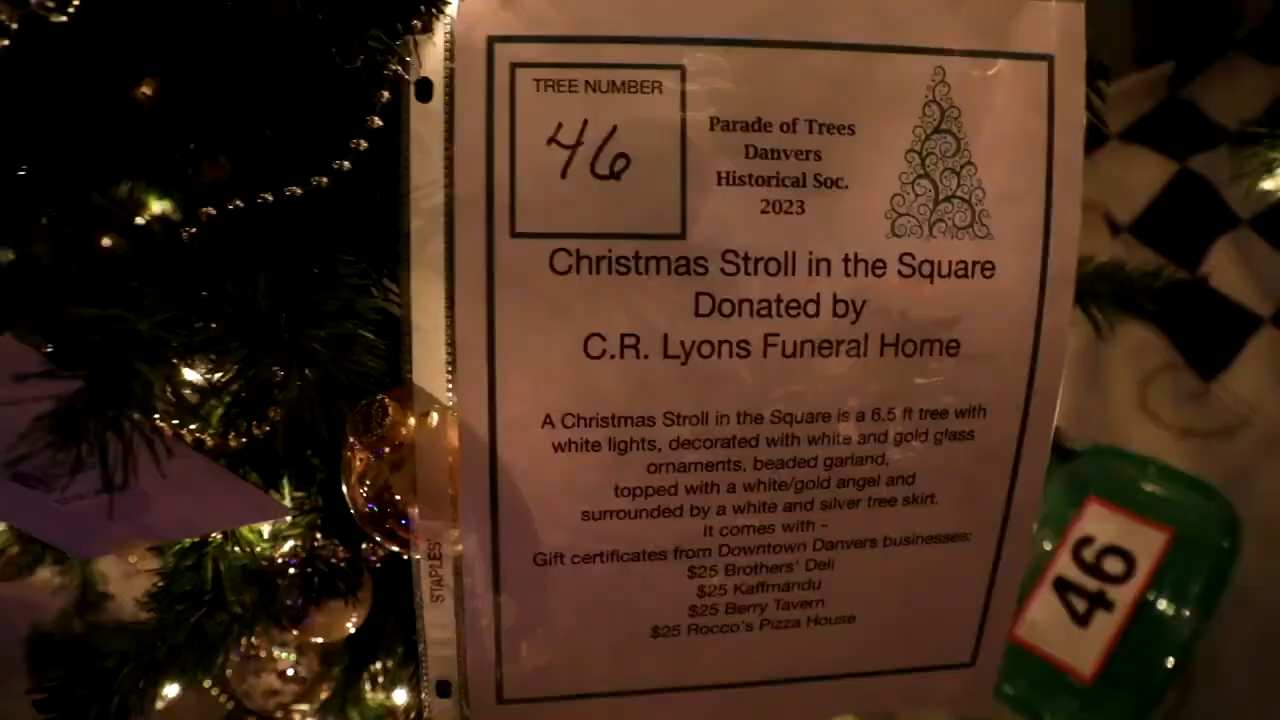 TREE NUMBER
46
Parade of Trees
Danvers
Historical Soc.
2023
Christmas Stroll in the Square
Donated by
C.R. Lyons Funeral Home
A Christmas Stroll in the Square is a 6.5 ft tree with
white lights, decorated with white and gold glass
ornaments, beaded garland,
topped with a white/gold angel and
surrounded by a white and silver tree skirt.
It comes with -
Gift certificates from Downtown Danvers businesses:
$25 Brothers' Deli
$25 Kaffmandu
$25 Berry Tavern
$25 Rocco's Pizza House
STAPLES
46